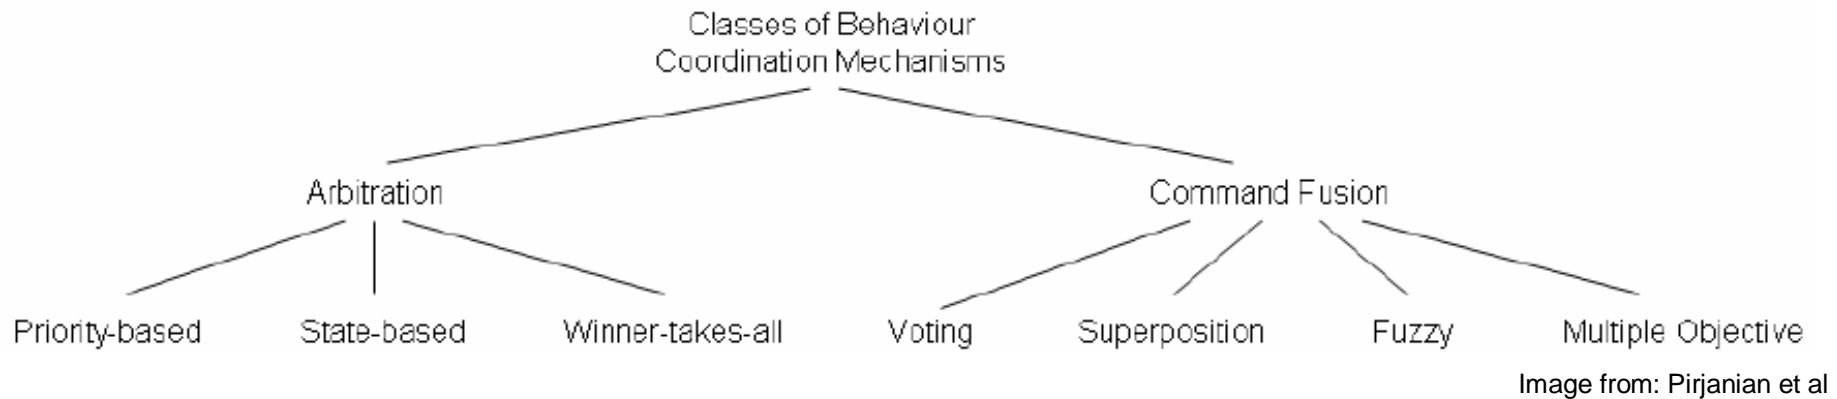 Classes of Behaviour
Coordination Mechanisms
Arbitration
Command Fusion
Priority-based
State-based
Winner-takes-all
Voting
Superposition
Fuzzy
Multiple Objective
Image from: Pirjanian et al